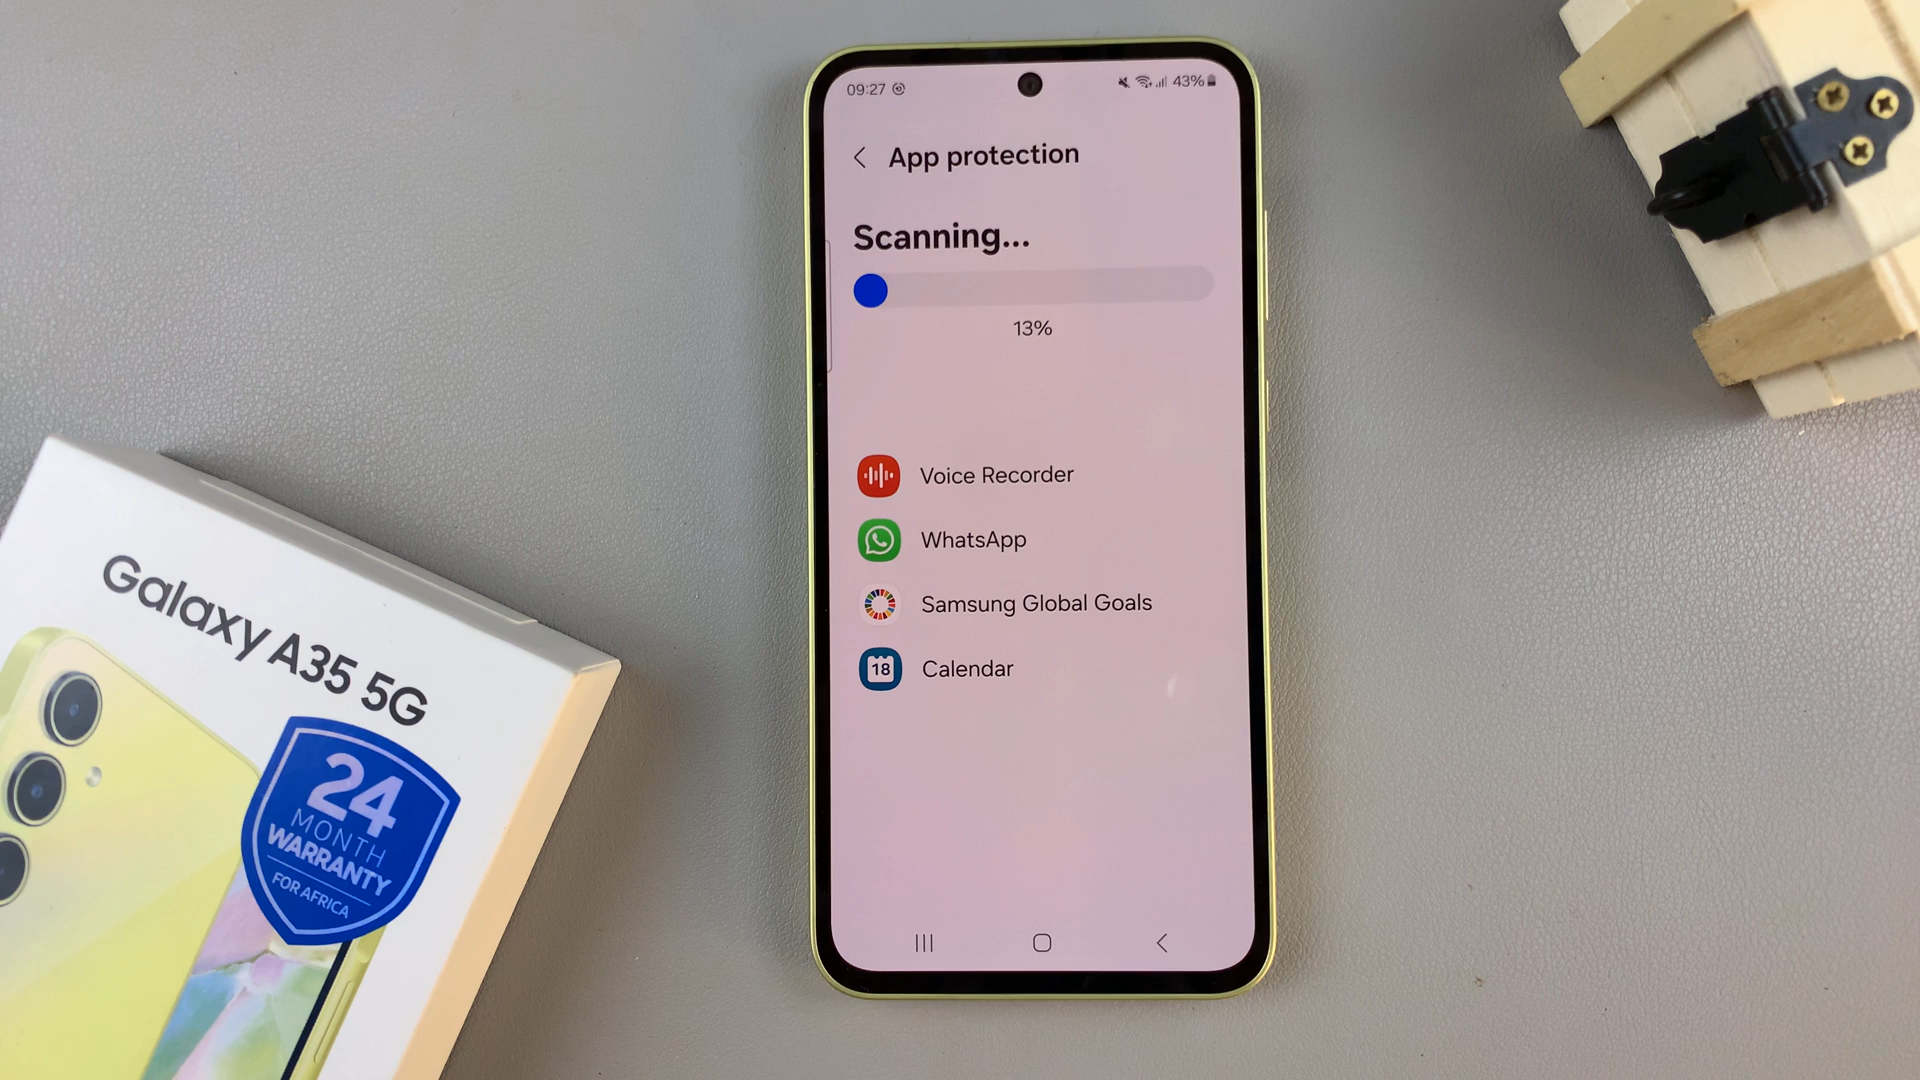 09:27
43%
App protection
Scanning...
13%
Voice Recorder
WhatsApp
Samsung Global Goals
18
Calendar
Galaxy A35 5G
24
MONTH
WARRANTY
FOR AFRICA